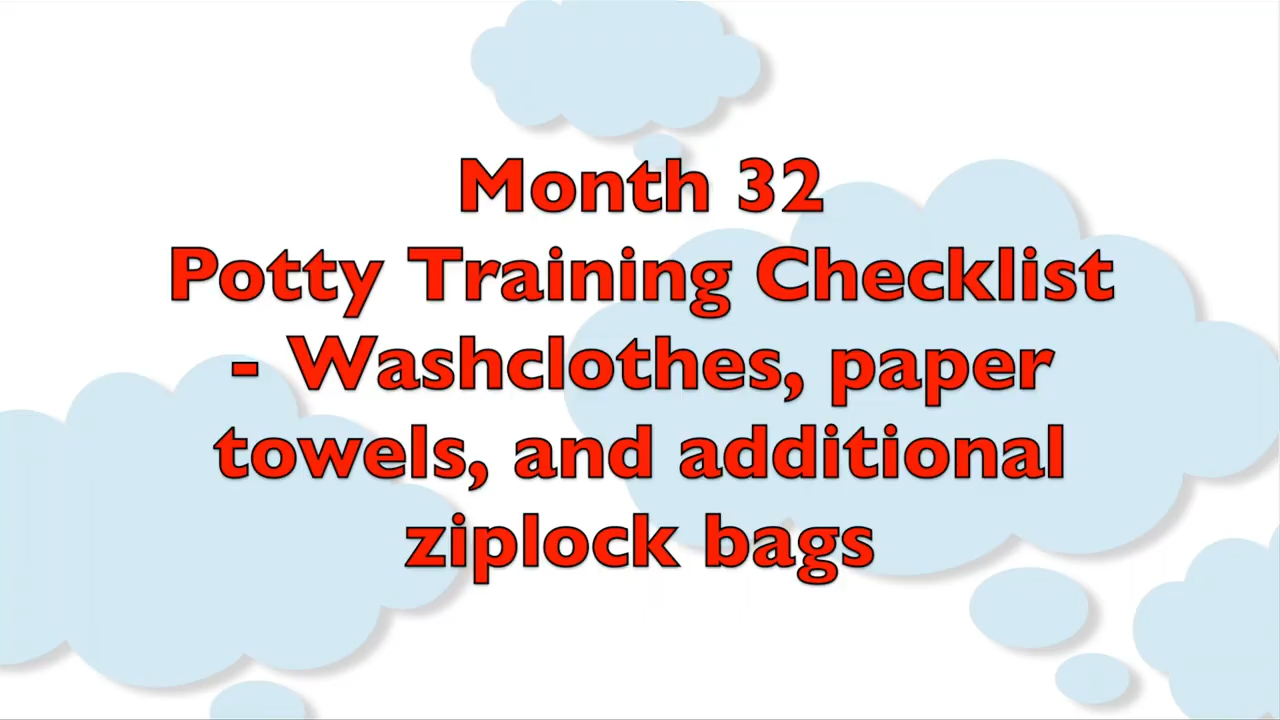 Month 32
Potty Training Checklist
- Washclothes, paper
towels, and additional
ziplock bags